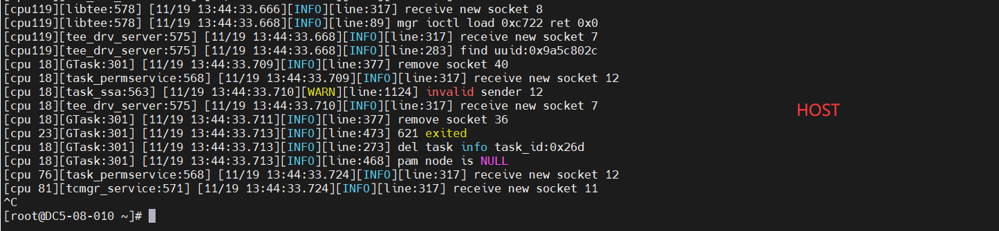 [cpu119][libtee:578] [11/19 13:44:33.666][INFO][line:317] receive new socket 8
[cpu119][libtee:578] [11/19 13:44:33.668][INFO][line:89] mgr ioctl load 0xc722 ret 0x0
[cpu119][tee_drv_server:575] [11/19 13:44:33.668][INFO][line:317] receive new socket 7
[cpu119][tee_drv_server:575] [11/19 13:44:33.668][INFO][line:283] find uuid:0x9a5c802c
[cpu 18][GTask:301] [11/19 13:44:33.709][INFO][line:377] remove socket 40
[cpu 18][task_permservice:568] [11/19 13:44:33.709][INFO][line:317] receive new socket 12
[cpu 18][task_ssa:563] [11/19 13:44:33.710][WARN][line:1124] invalid sender 12
[cpu 18][tee_drv_server:575] [11/19 13:44:33.710][INFO][line:317] receive new socket 7
[cpu 18][GTask:301] [11/19 13:44:33.711][INFO][line:377] remove socket 36
[cpu 23][GTask:301] [11/19 13:44:33.713][INFO][line:473] 621 exited
[cpu 18][GTask:301] [11/19 13:44:33.713][INFO][line:273] del task info task_id:0x26d
[cpu 18][GTask:301] [11/19 13:44:33.713][INFO][line:468] pam node is NULL
[cpu 76][task_permservice:568] [11/19 13:44:33.724][INFO][line:317] receive new socket 12
[cpu 81][tcmgr_service:571] [11/19 13:44:33.724][INFO][line:317] receive new socket 11
^C
[root@DC5-08-010 ~]#
HOST